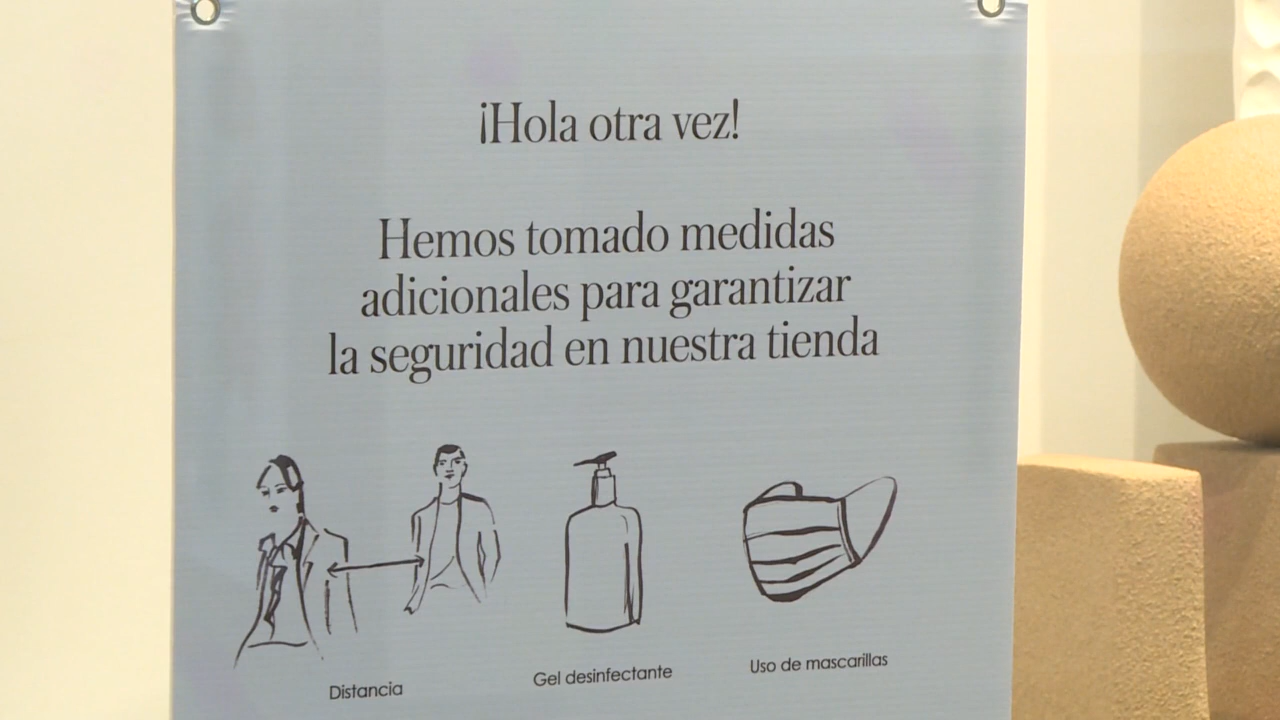 ¡Hola otra vez!
Hemos tomado medidas
adicionales para garantizar
la seguridad en nuestra tienda
Distancia
Gel desinfectante
Uso de mascarillas